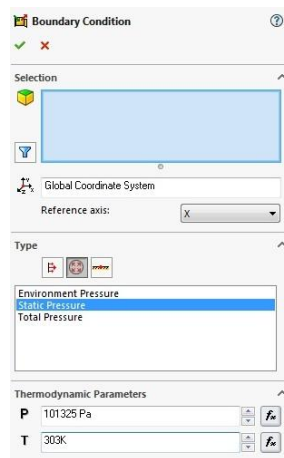 Boundary Condition
Selection
Global Coordinate System
Reference axis:
X
Type
Environment Pressure
Static Pressure
Total Pressure
Thermodynamic Parameters
P 101325 Pa
T 303K